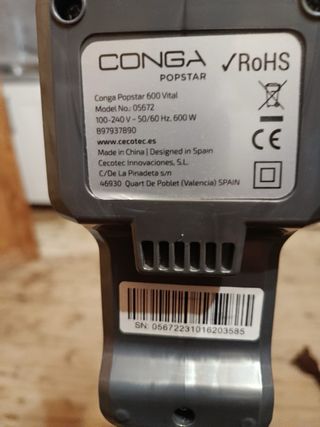 CONGA
POPSTAR
✓RoHS
Conga Popstar 600 Vital
Model No.: 05672
100-240 V ~ 50/60 Hz, 600 W
B97937890
www.cecotec.es
Made in China | Designed in Spain
Cecotec Innovaciones, S.L.
C/De La Pinadeta s/n
46930 Quart De Poblet (Valencia) SPAIN
CE
SN: 05672231016203585